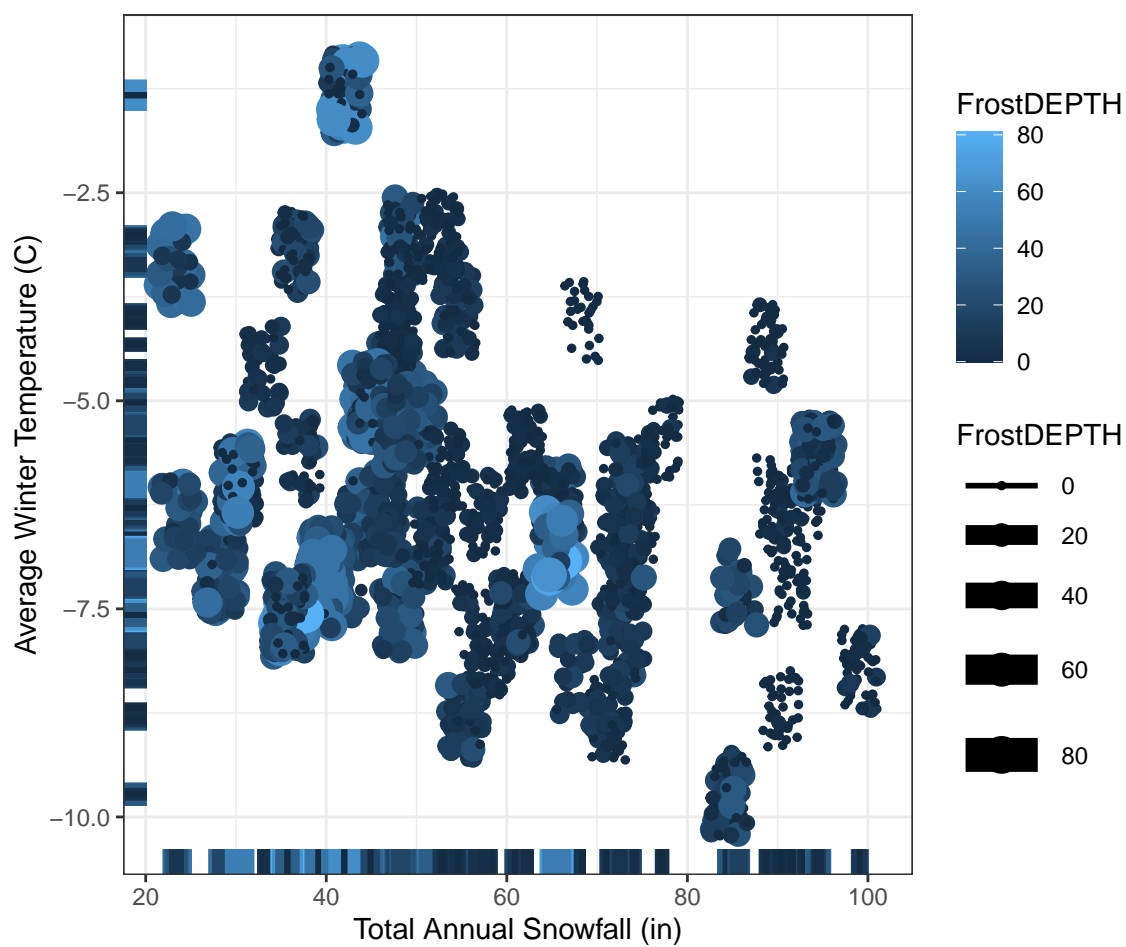 FrostDEPTH
80
60
40
20
0
FrostDEPTH
0
20
40
60
80
−2.5
−5.0
−7.5
−10.0
Average Winter Temperature (C)
20 40 60 80 100
Total Annual Snowfall (in)